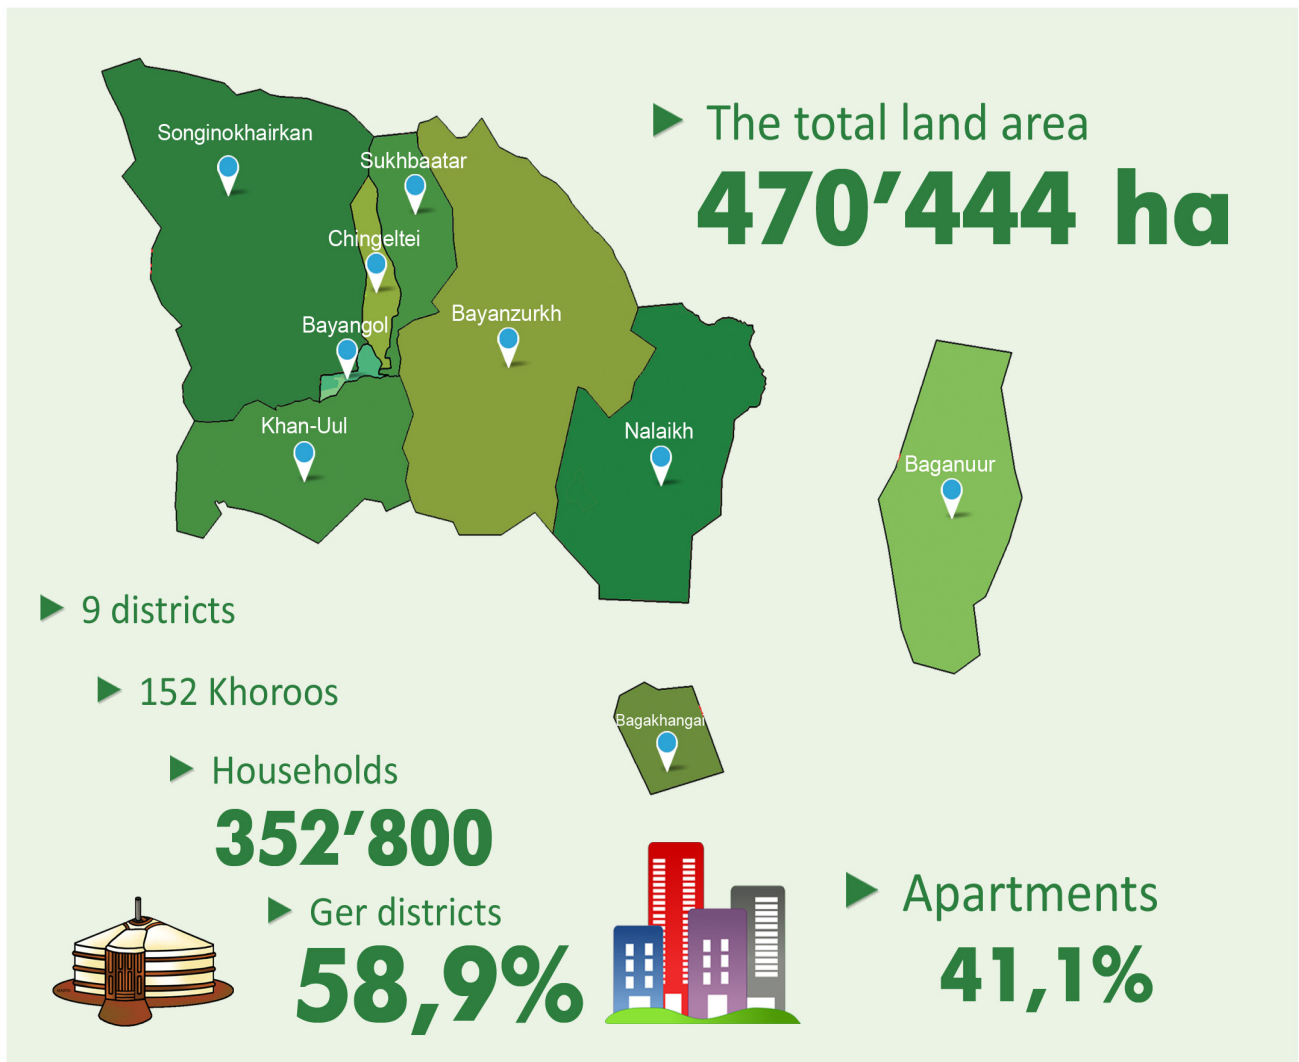 Songinokhairkan
Sukhbaatar
Chingeltei
Bayangol
Bayanzurkh
Khan-Uul
Nalaikh
Baganuur
Bagakhangai
The total land area
470’444 ha
9 districts
152 Khoroos
Households
352’800
Ger districts
58,9%
Apartments
41,1%